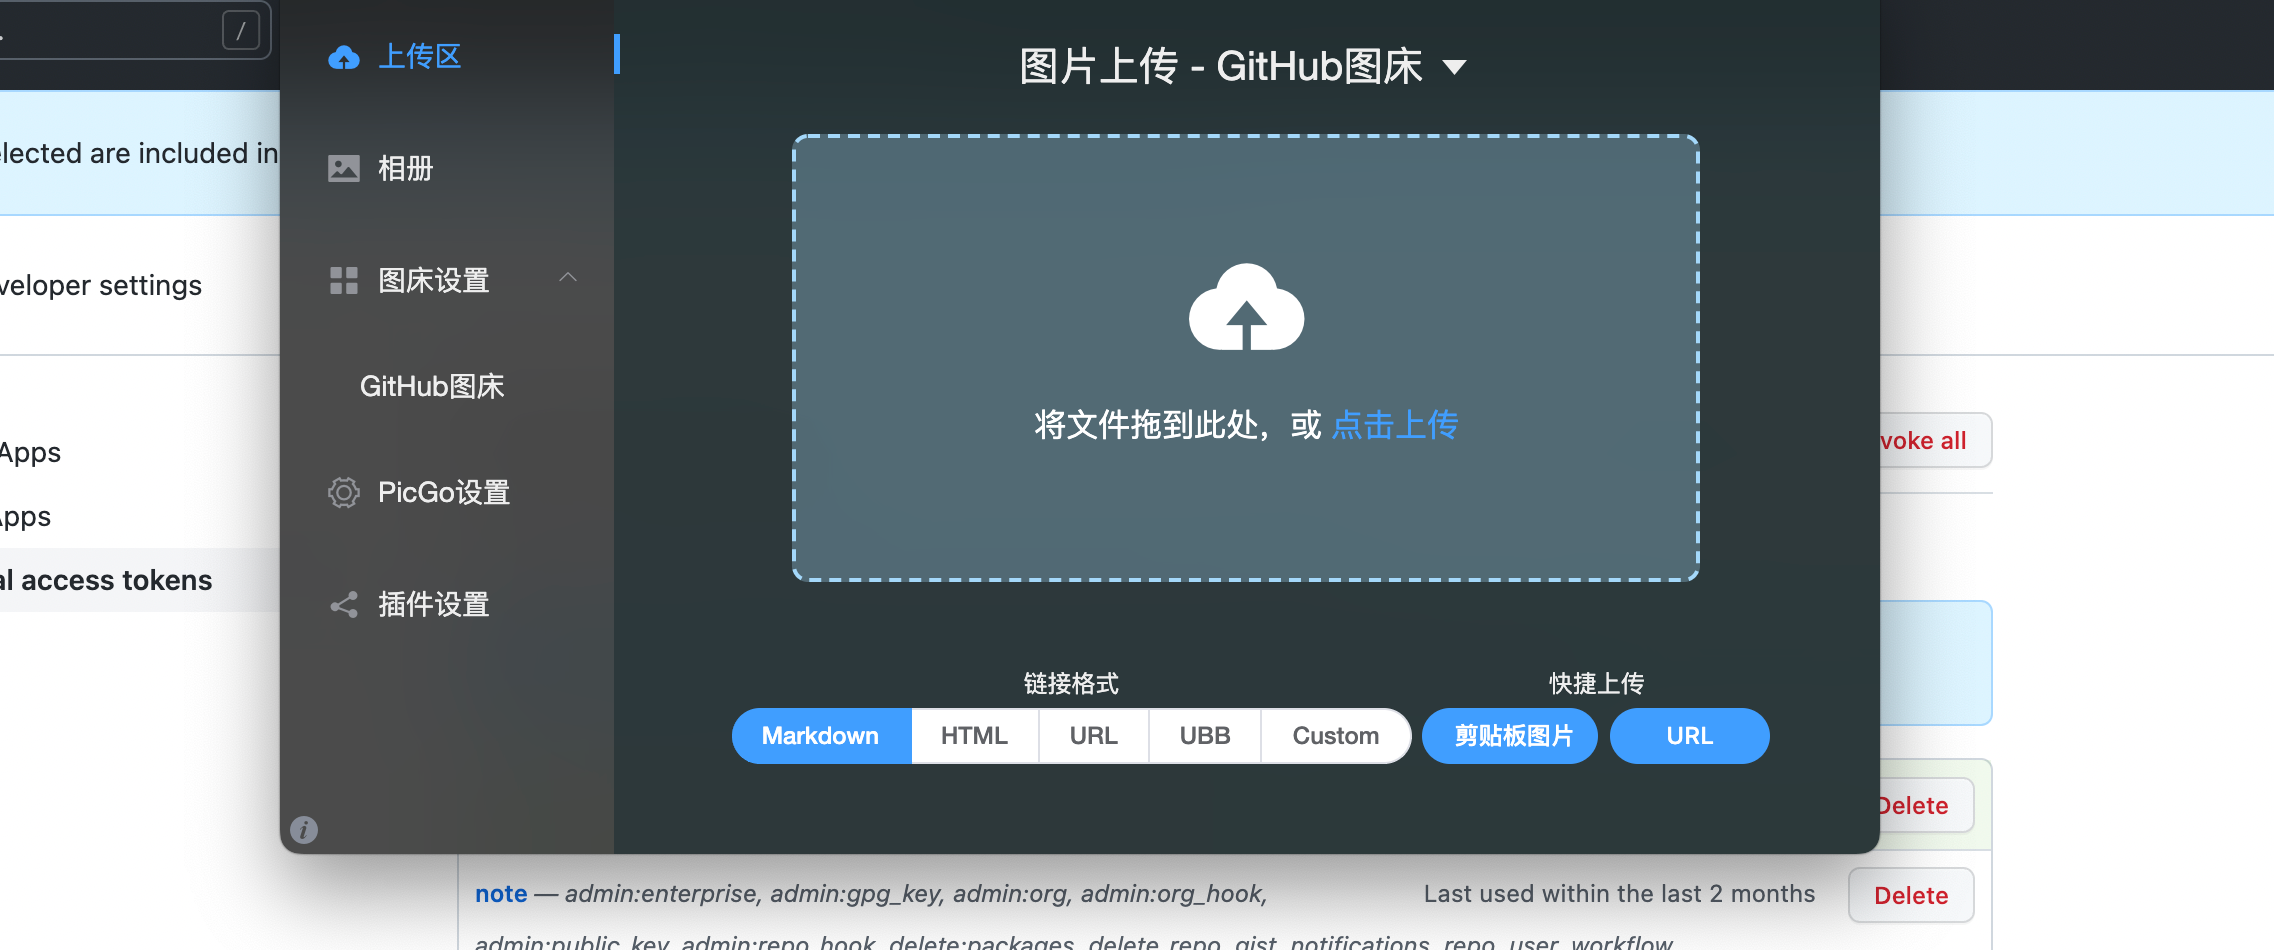 /
上传区
图片上传 - GitHub图床
elected are included in
相册
veloper settings
图床设置
GitHub图床
将文件拖到此处，或 点击上传
voke all
Apps
PicGo设置
Apps
al access tokens
插件设置
链接格式
快捷上传
Markdown
HTML
URL
UBB
Custom
剪贴板图片
URL
Delete
note — admin:enterprise, admin:gpg_key, admin:org, admin:org_hook,
Last used within the last 2 months
Delete
admin:public_key, admin:repo_hook, delete:packages, delete_repo, gist, notifications, repo, user, workflow